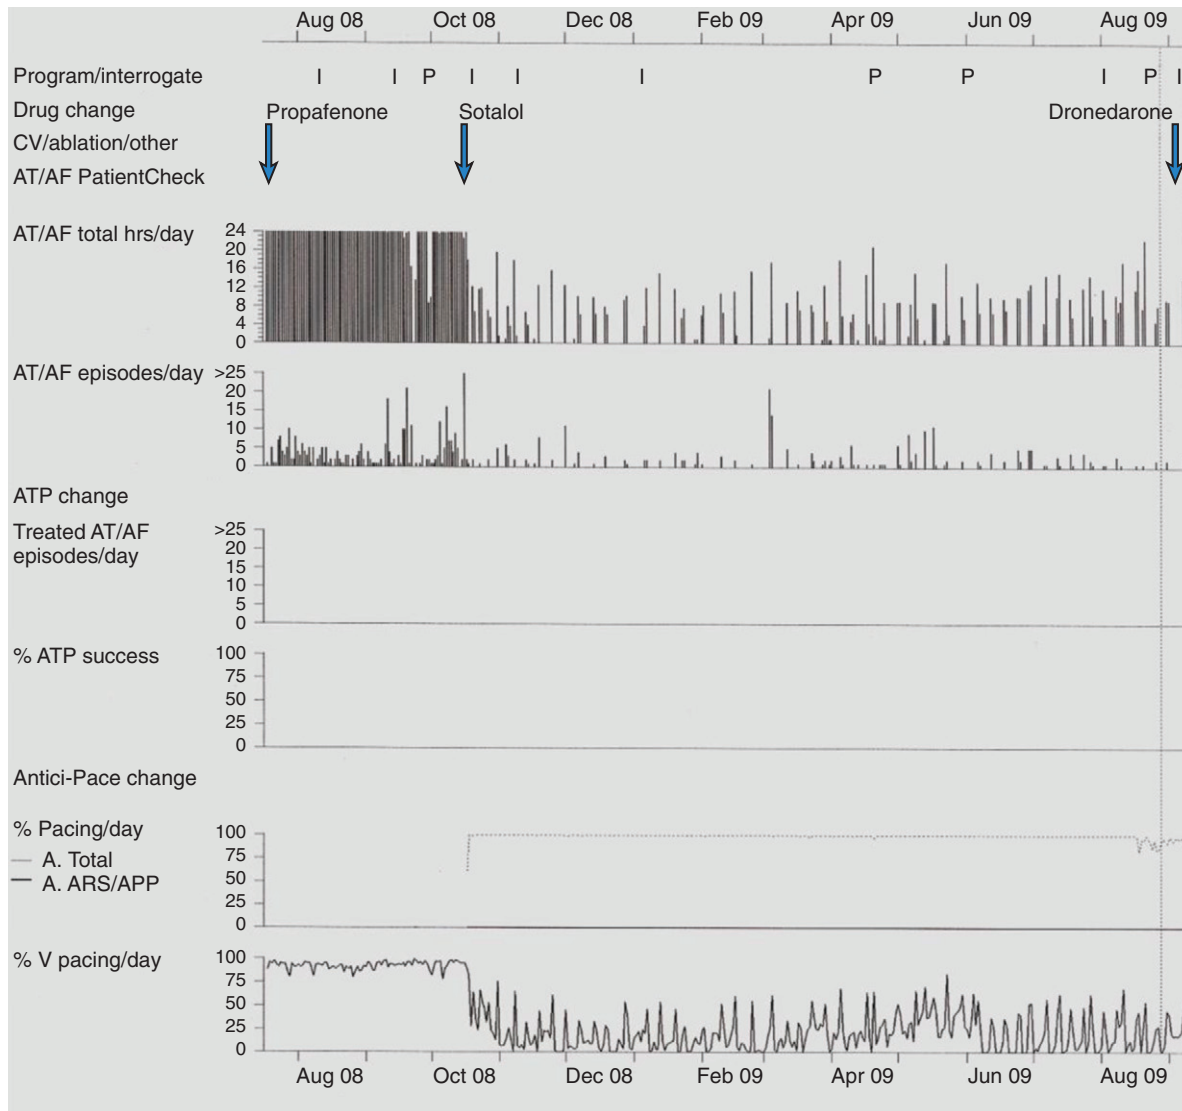 Aug 08 Oct 08 Dec 08 Feb 09 Apr 09 Jun 09 Aug 09
Program/interrogate I I P I I I P P I P I
Drug change Propafenone Sotalol Dronedarone
CV/ablation/other
AT/AF PatientCheck
AT/AF total hrs/day 24
20
16
12
8
4
0
AT/AF episodes/day >25
20
15
10
5
0
ATP change
Treated AT/AF >25
episodes/day 20
15
10
5
0
% ATP success 100
75
50
25
0
Antici-Pace change
% Pacing/day 100
A. Total 75
A. ARS/APP 50
25
0
% V pacing/day 100
75
50
25
0
Aug 08 Oct 08 Dec 08 Feb 09 Apr 09 Jun 09 Aug 09